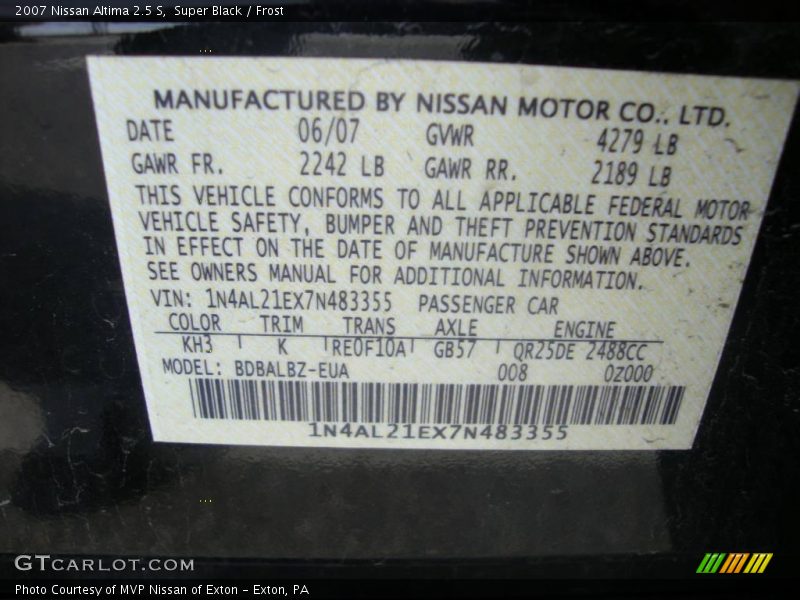 2007 Nissan Altima 2.5 S, Super Black / Frost
MANUFACTURED BY NISSAN MOTOR CO., LTD.
DATE 06/07 GVWR 4279 LB
GAWR FR. 2242 LB GAWR RR. 2189 LB
THIS VEHICLE CONFORMS TO ALL APPLICABLE FEDERAL MOTOR
VEHICLE SAFETY, BUMPER AND THEFT PREVENTION STANDARDS
IN EFFECT ON THE DATE OF MANUFACTURE SHOWN ABOVE.
SEE OWNERS MANUAL FOR ADDITIONAL INFORMATION.
VIN: 1N4AL21EX7N483355 PASSENGER CAR
COLOR TRIM TRANS AXLE ENGINE
KH3 K RE0F10A GB57 QR25DE 2488CC
MODEL: BDBALBZ-EUA 008 0Z000
1N4AL21EX7N483355
GTCARLOT.COM
Photo Courtesy of MVP Nissan of Exton - Exton, PA